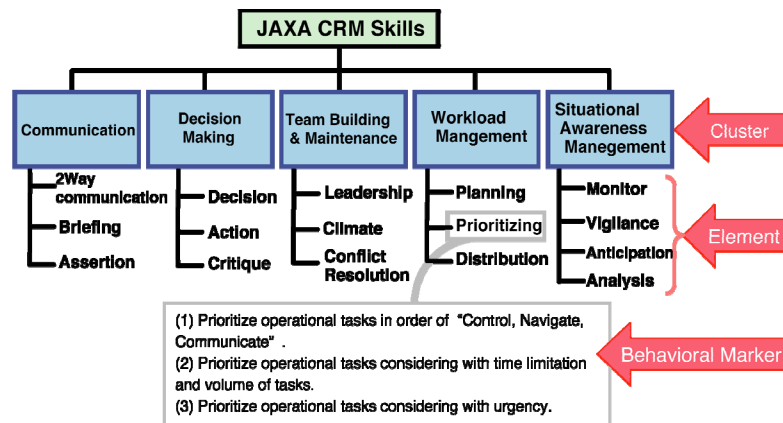 JAXA CRM Skills
Communication
Decision
Making
Team Building
& Maintenance
Workload
Mangement
Situational
Awareness
Manegement
Cluster
2Way
communication
Briefing
Assertion
Decision
Action
Critique
Leadership
Climate
Conflict
Resolution
Planning
Prioritizing
Distribution
Monitor
Vigilance
Anticipation
Analysis
Element
(1) Prioritize operational tasks in order of "Control, Navigate,
Communicate" .
(2) Prioritize operational tasks considering with time limitation
and volume of tasks.
(3) Prioritize operational tasks considering with urgency.
Behavioral Marker